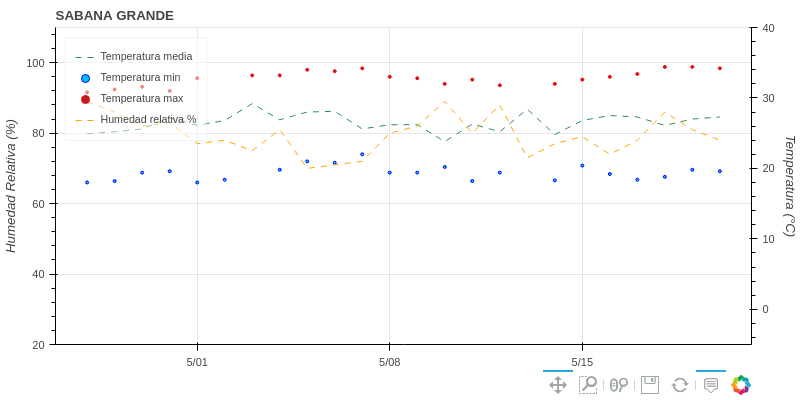 SABANA GRANDE
Temperatura media
Temperatura min
Temperatura max
Humedad relativa %
Humedad Relativa (%)
100
80
60
40
20
Temperatura (°C)
40
30
20
10
0
5/01
5/08
5/15